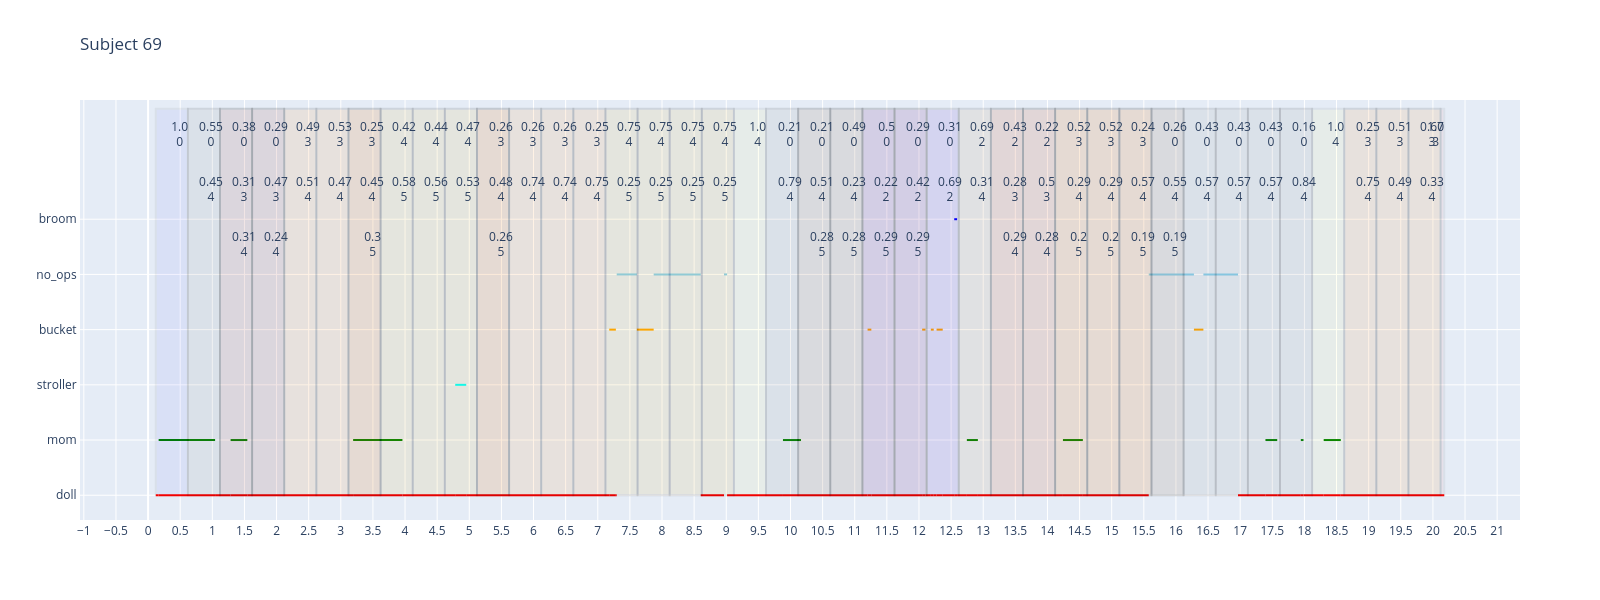 Subject 69
1.0 0.55 0.38 0.29 0.49 0.53 0.25 0.42 0.44 0.47 0.26 0.26 0.26 0.25 0.75 0.75 0.75 0.75 1.0 0.21 0.21 0.49 0.5 0.29 0.31 0.69 0.43 0.22 0.52 0.52 0.24 0.26 0.43 0.43 0.43 0.16 1.0 0.25 0.51
0 0 0 0 3 3 3 4 4 4 3 3 3 3 4 4 4 4 4 0 0 0 0 0 0 2 2 2 3 3 3 0 0 0 0 0 4 3 3
0.45 0.31 0.47 0.51 0.47 0.45 0.58 0.56 0.53 0.48 0.74 0.74 0.75 0.25 0.25 0.25 0.25 0.79 0.51 0.23 0.22 0.42 0.69 0.31 0.28 0.5 0.29 0.29 0.57 0.55 0.57 0.57 0.57 0.84 0.75 0.49 0.33
4 3 3 4 4 4 5 5 5 4 4 4 4 5 5 5 5 4 4 4 2 2 2 4 3 3 4 4 4 4 4 4 4 4 4 4 4
broom
0.31 0.24 0.3 0.26 0.28 0.28 0.29 0.29 0.29 0.28 0.2 0.2 0.19 0.19
4 4 5 5 5 5 5 5 4 4 5 5 5 5
no_ops
bucket
stroller
mom
doll
−1 −0.5 0 0.5 1 1.5 2 2.5 3 3.5 4 4.5 5 5.5 6 6.5 7 7.5 8 8.5 9 9.5 10 10.5 11 11.5 12 12.5 13 13.5 14 14.5 15 15.5 16 16.5 17 17.5 18 18.5 19 19.5 20 20.5 21